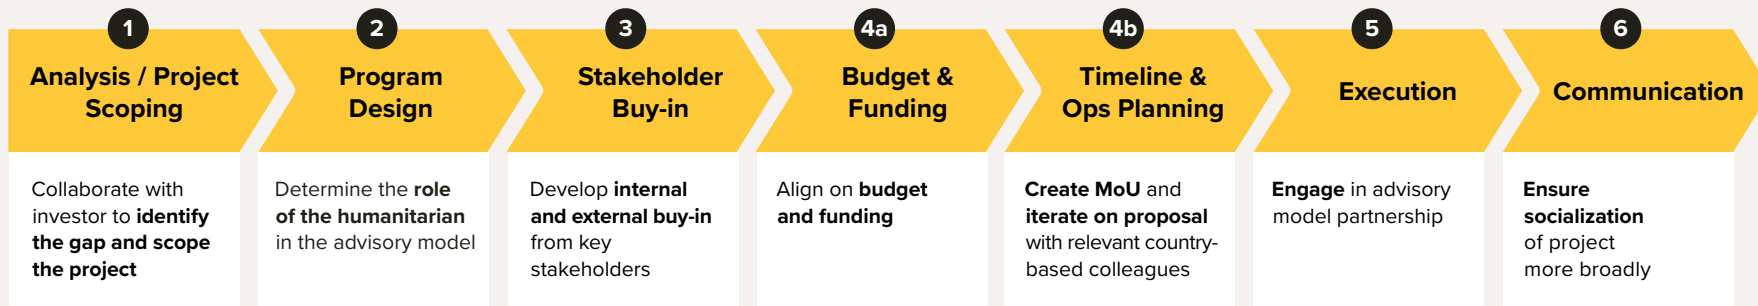 1
Analysis / Project
Scoping
Collaborate with
investor to identify
the gap and scope
the project
2
Program
Design
Determine the role
of the humanitarian
in the advisory model
3
Stakeholder
Buy-in
Develop internal
and external buy-in
from key
stakeholders
4a
Budget &
Funding
Align on budget
and funding
4b
Timeline &
Ops Planning
Create MoU and
iterate on proposal
with relevant country-
based colleagues
5
Execution
Engage in advisory
model partnership
6
Communication
Ensure
socialization
of project
more broadly